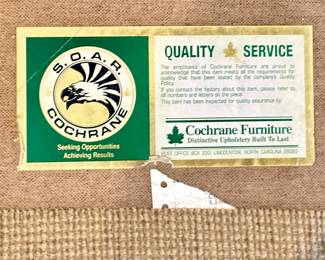 S.O.A.R.
COCHRANE
Seeking Opportunities
Achieving Results
QUALITY SERVICE
The employees of Cochrane Furniture are proud to
acknowledge that this item meets all the requirements for
quality that have been stated by the company's Quality
Policy.
If you contact the factory about this item, please refer to
all numbers and letters on the piece.
This item has been inspected for quality assurance by
Cochrane Furniture
Distinctive Upholstery Built To Last
POST OFFICE BOX 220, LINCOLNTON, NORTH CAROLINA 28093